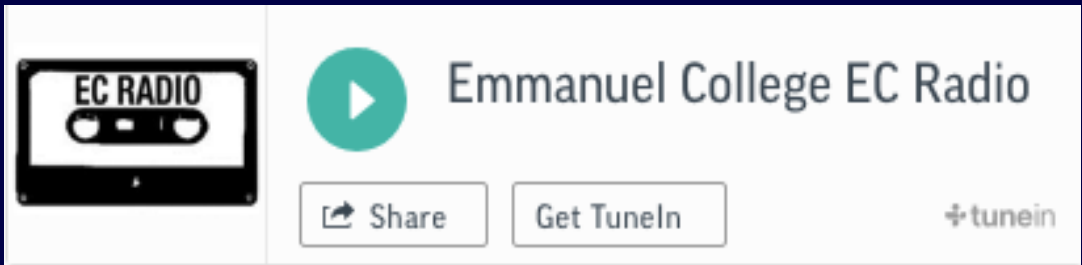 EC RADIO
Emmanuel College EC Radio
Share
Get TuneIn
tunein